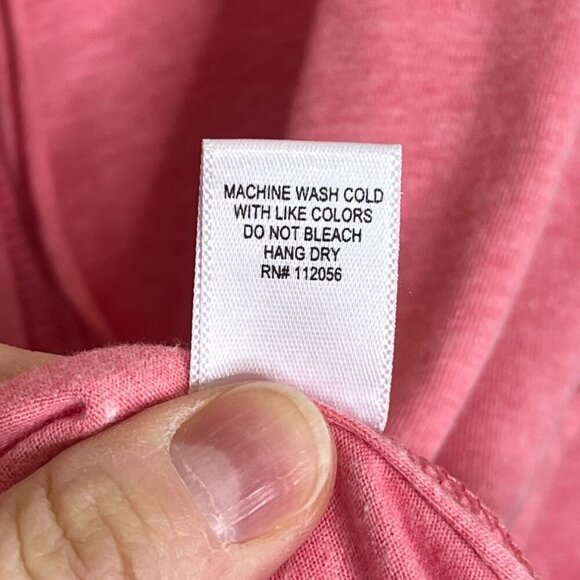 MACHINE WASH COLD
WITH LIKE COLORS
DO NOT BLEACH
HANG DRY
RN# 112056